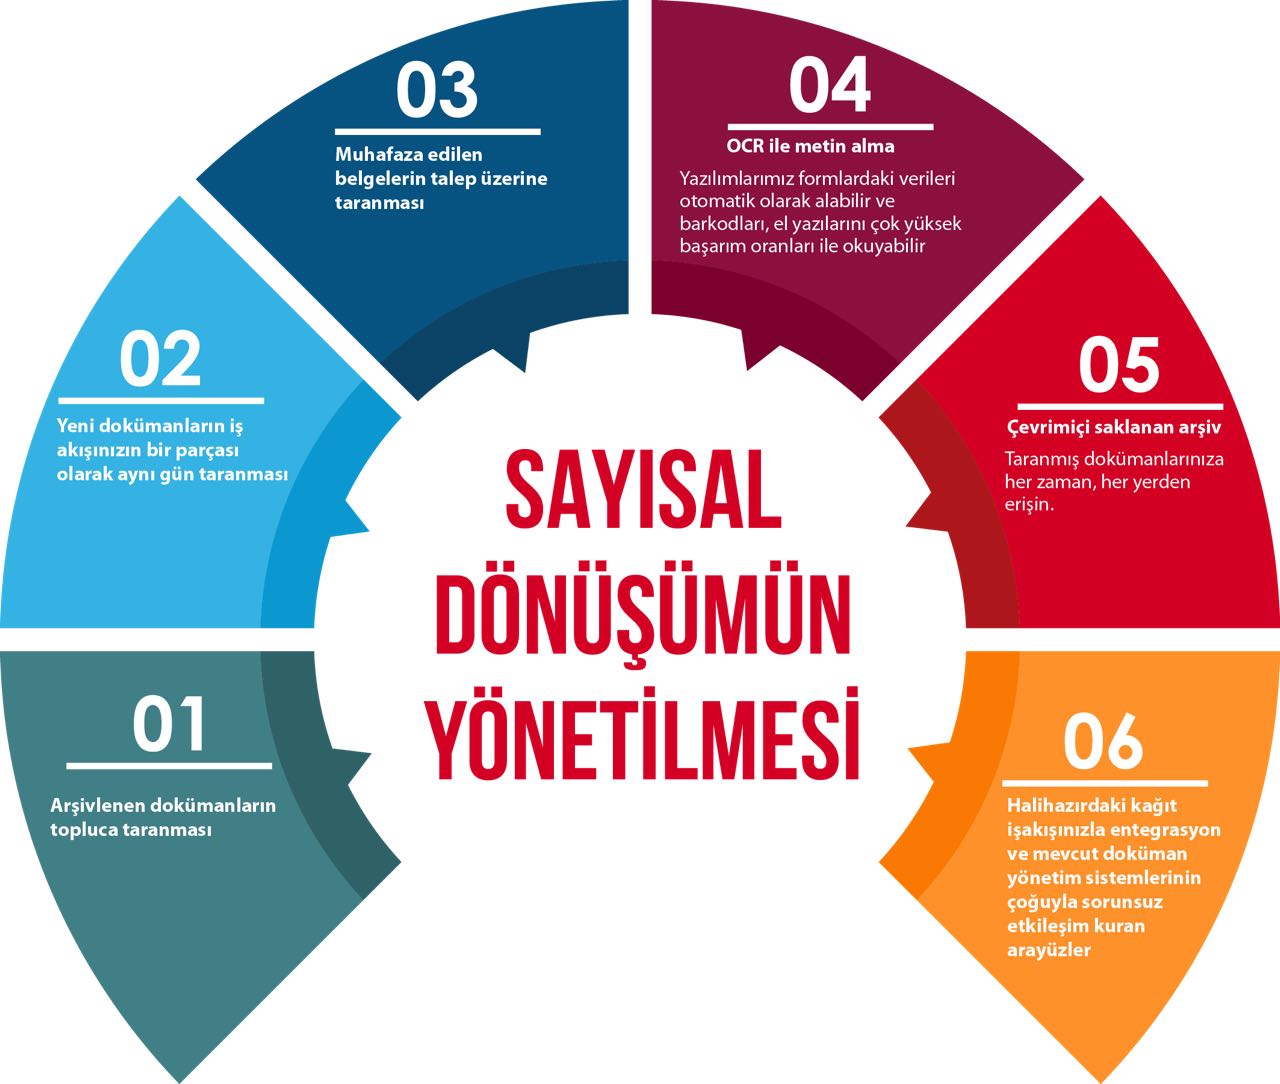 01
Arşivlenen dokümanların
topluca taranması
02
Yeni dokümanların iş
akışınızın bir parçası
olarak aynı gün taranması
03
Muhafaza edilen
belgelerin talep üzerine
taranması
04
OCR ile metin alma
Yazılımlarımız formlardaki verileri
otomatik olarak alabilir ve
barkodları, el yazılarını çok yüksek
başarım oranları ile okuyabilir
05
Çevrimiçi saklanan arşiv
Taranmış dokümanlarınıza
her zaman, her yerden
erişin.
06
Halihazırdaki kağıt
işakışınızla entegrasyon
ve mevcut doküman
yönetim sistemlerinin
çoğuyla sorunsuz
etkileşim kuran
arayüzler
SAYISAL
DÖNÜŞÜMÜN
YÖNETİLMESİ